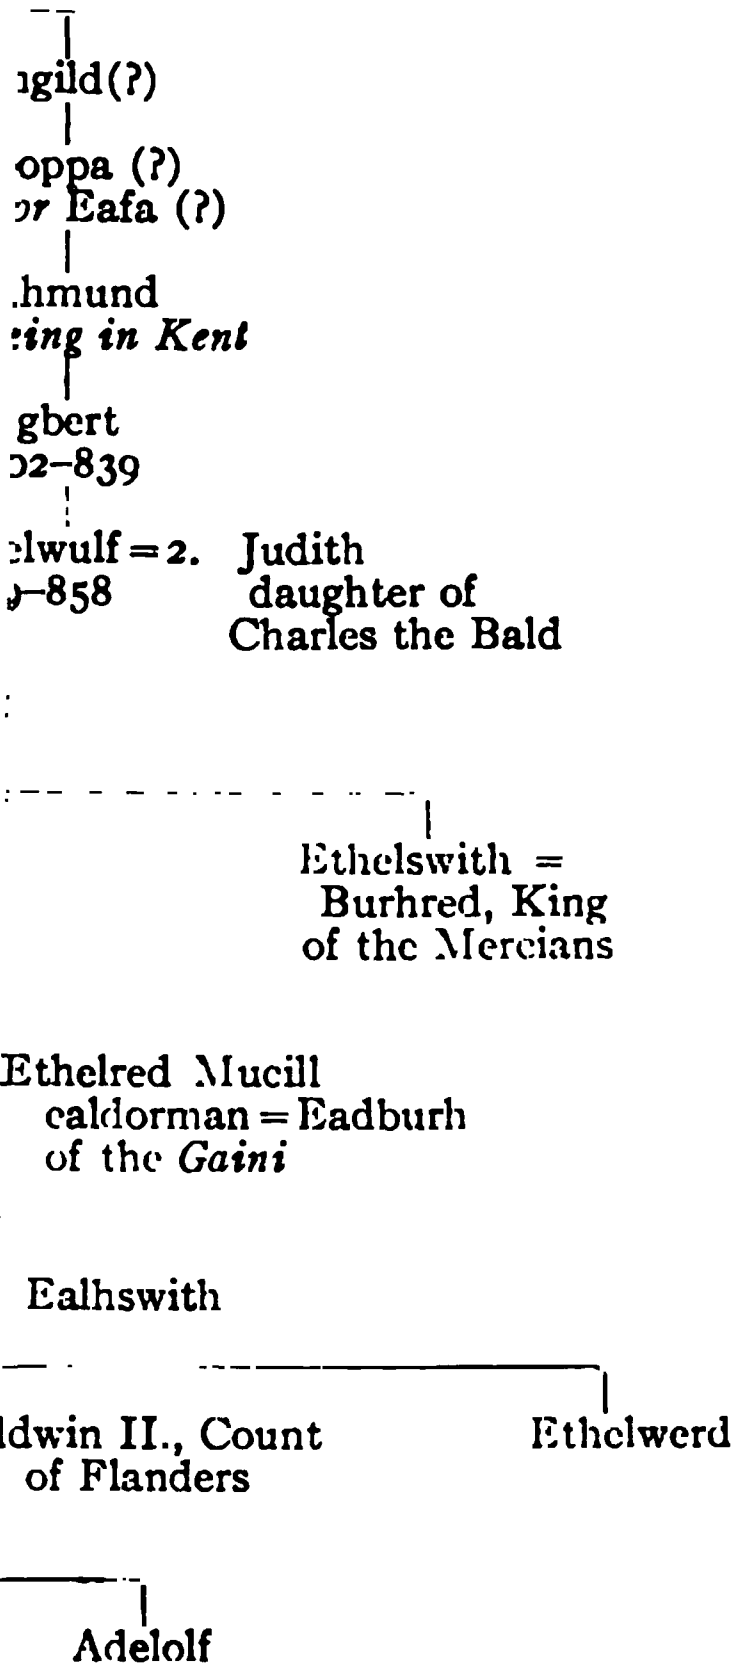 gild(?)
oppa (?)
or Eafa (?)
hmund
ing in Kent
gbert
02–839
elwulf = 2. Judith
–858 daughter of
Charles the Bald
Ethelswith =
Burhred, King
of the Mercians
Ethelred Mucill
ealdorman = Eadburh
of the Gaini
Ealhswith
ldwin II., Count
of Flanders
Ethelwerd
Adelolf